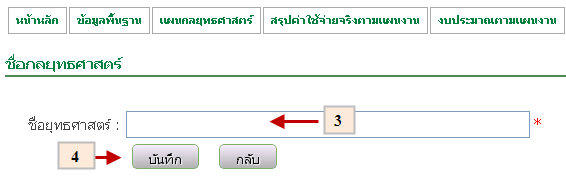 หน้าหลัก ข้อมูลพื้นฐาน แผนกลยุทธศาสตร์ สรุปค่าใช้จ่ายจริงตามแผนงาน งบประมาณตามแผนงาน
ชื่อกลยุทธศาสตร์
ชื่อยุทธศาสตร์ : 3 *
4 บันทึก กลับ